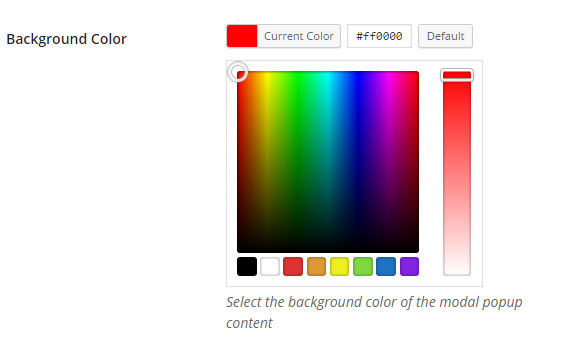 Background Color
Current Color
#ff0000
Default
Select the background color of the modal popup
content